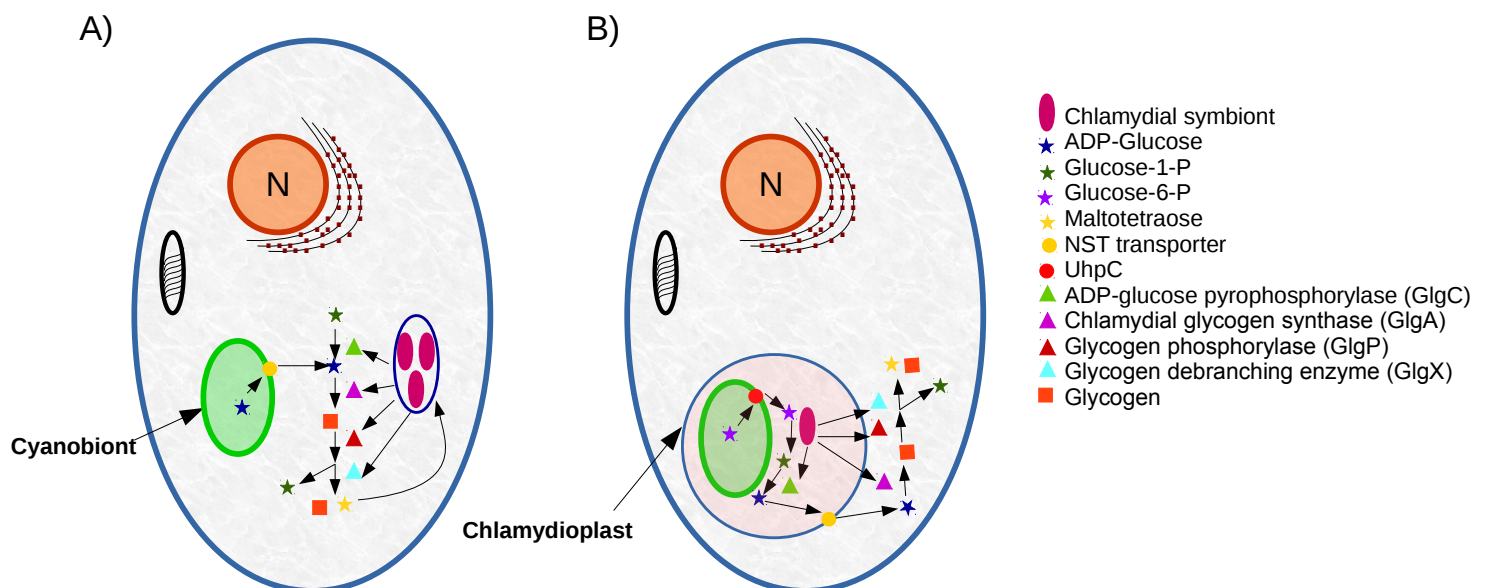 A)
B)
N
N
Cyanobiont
Chlamydioplast
Chlamydial symbiont
ADP-Glucose
Glucose-1-P
Glucose-6-P
Maltotetraose
NST transporter
UhpC
ADP-glucose pyrophosphorylase (GlgC)
Chlamydial glycogen synthase (GlgA)
Glycogen phosphorylase (GlgP)
Glycogen debranching enzyme (GlgX)
Glycogen